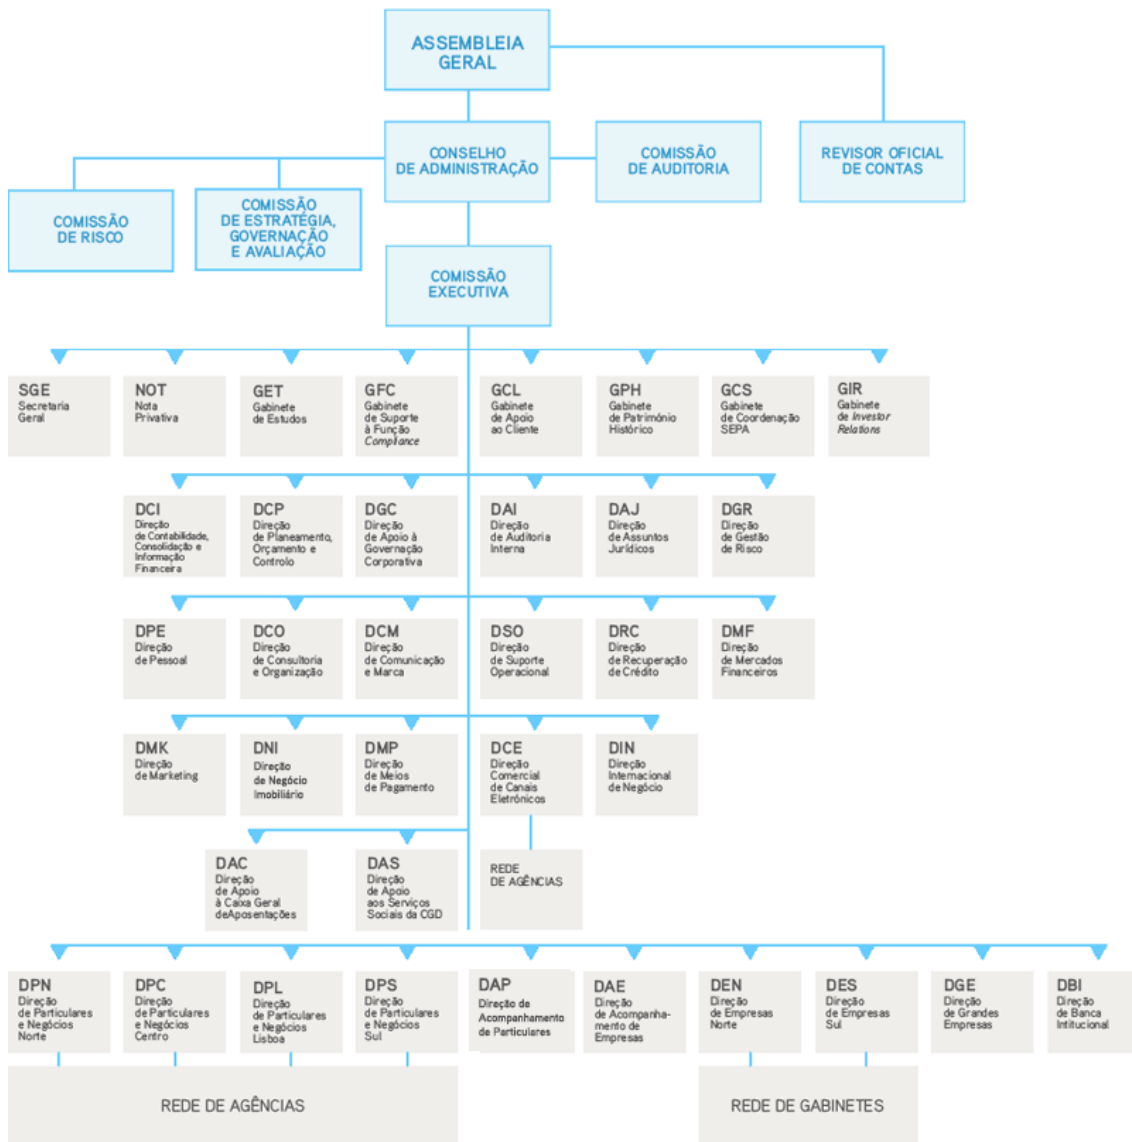 ASSEMBLEIA
GERAL
CONSELHO
DE ADMINISTRAÇÃO
COMISSÃO
DE AUDITORIA
REVISOR OFICIAL
DE CONTAS
COMISSÃO
DE RISCO
COMISSÃO
DE ESTRATÉGIA,
GOVERNAÇÃO
E AVALIAÇÃO
COMISSÃO
EXECUTIVA
SGE
Secretaria
Geral
NOT
Nota
Privativa
GET
Gabinete
de Estudos
GFC
Gabinete
de Suporte
à Função
Compliance
GCL
Gabinete
de Apoio
ao Cliente
GPH
Gabinete
de Património
Histórico
GCS
Gabinete
de Coordenação
SEPA
GIR
Gabinete
de Investor
Relations
DCI
Direção
de Contabilidade,
Consolidação e
Informação
Financeira
DCP
Direção
de Planeamento,
Orçamento e
Controlo
DGC
Direção
de Apoio à
Governação
Corporativa
DAI
Direção
de Auditoria
Interna
DAJ
Direção
de Assuntos
Jurídicos
DGR
Direção
de Gestão
de Risco
DPE
Direção
de Pessoal
DCO
Direção
de Consultoria
e Organização
DCM
Direção
de Comunicação
e Marca
DSO
Direção
de Suporte
Operacional
DRC
Direção
de Recuperação
de Crédito
DMF
Direção
de Mercados
Financeiros
DMK
Direção
de Marketing
DNI
Direção
de Negócio
Imobiliário
DMP
Direção
de Meios
de Pagamento
DCE
Direção
Comercial
de Canais
Eletrónicos
DIN
Direção
Internacional
de Negócio
DAC
Direção
de Apoio
à Caixa Geral
deAposentações
DAS
Direção
de Apoio
aos Serviços
Sociais da CGD
REDE
DE AGÊNCIAS
DPN
Direção
de Particulares
e Negócios
Norte
DPC
Direção
de Particulares
e Negócios
Centro
DPL
Direção
de Particulares
e Negócios
Lisboa
DPS
Direção
de Particulares
e Negócios
Sul
DAP
Direção de
Acompanhamento
de Particulares
DAE
Direção
de Acompanha-
mento de
Empresas
DEN
Direção
de Empresas
Norte
DES
Direção
de Empresas
Sul
DGE
Direção
de Grandes
Empresas
DBI
Direção
de Banca
Intitucional
REDE DE AGÊNCIAS
REDE DE GABINETES